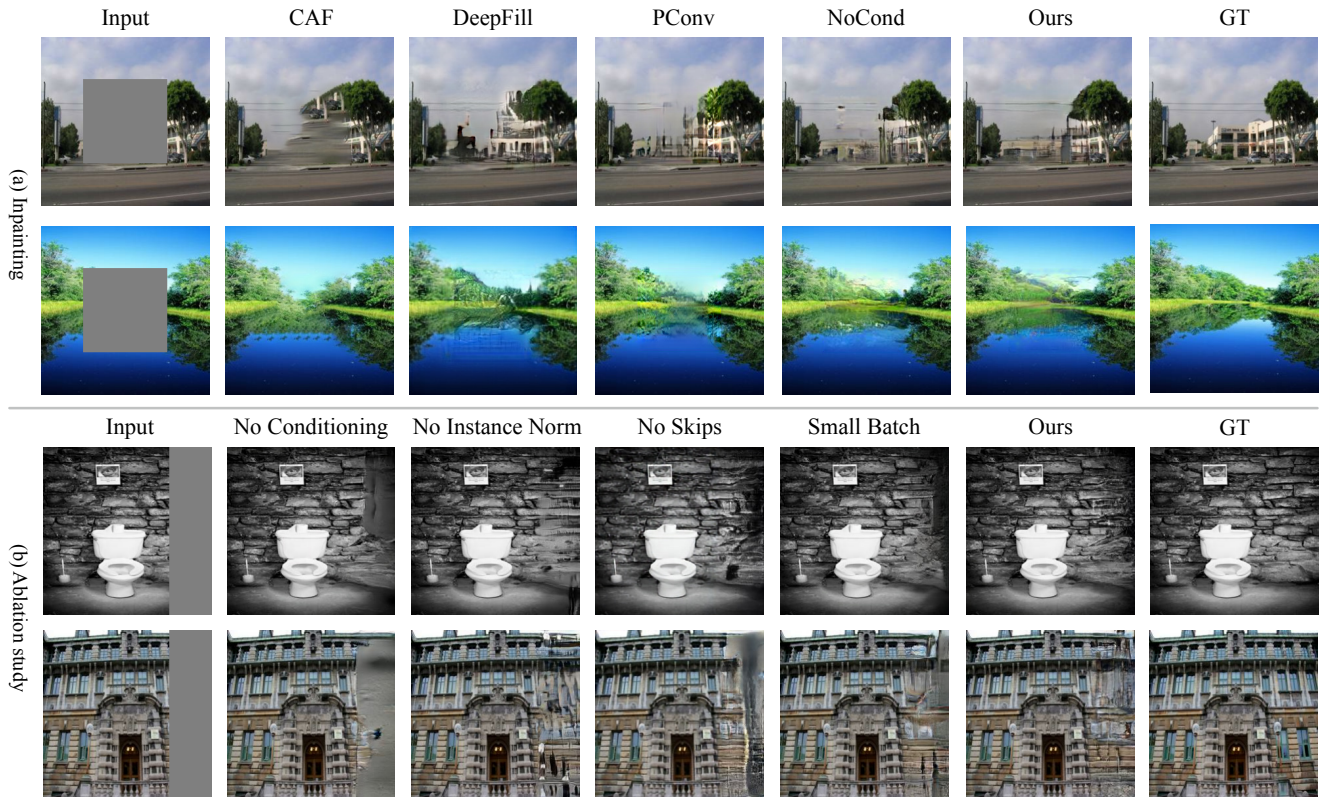 Input CAF DeepFill PConv NoCond Ours GT
(a) Inpainting
Input No Conditioning No Instance Norm No Skips Small Batch Ours GT
(b) Ablation study